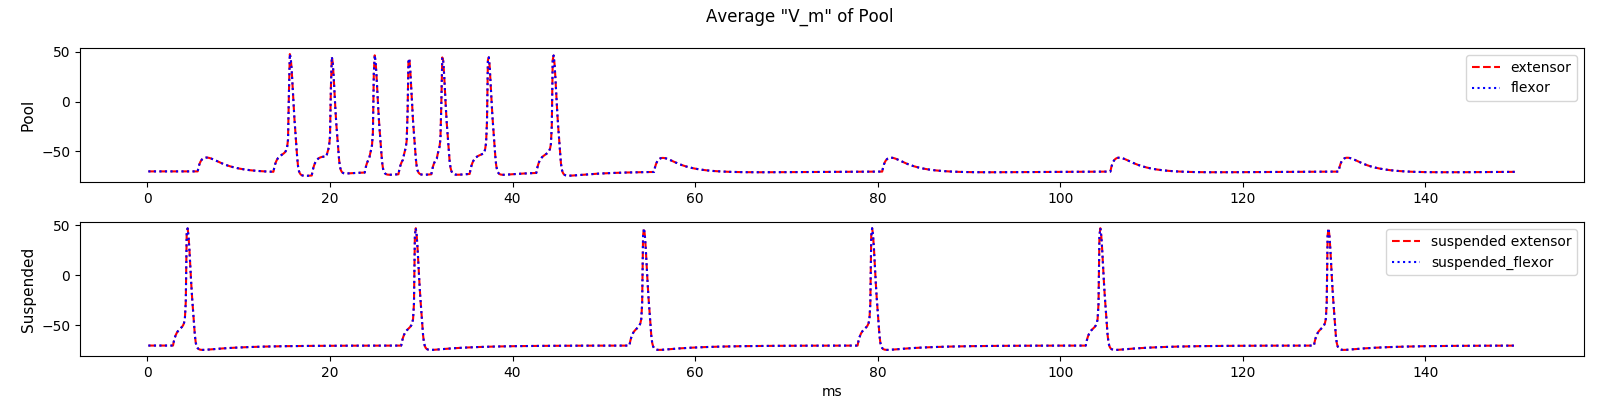 Average "V_m" of Pool
50
0
−50
Pool
extensor
flexor
0 20 40 60 80 100 120 140
50
0
−50
Suspended
suspended extensor
suspended_flexor
0 20 40 60 80 100 120 140
ms